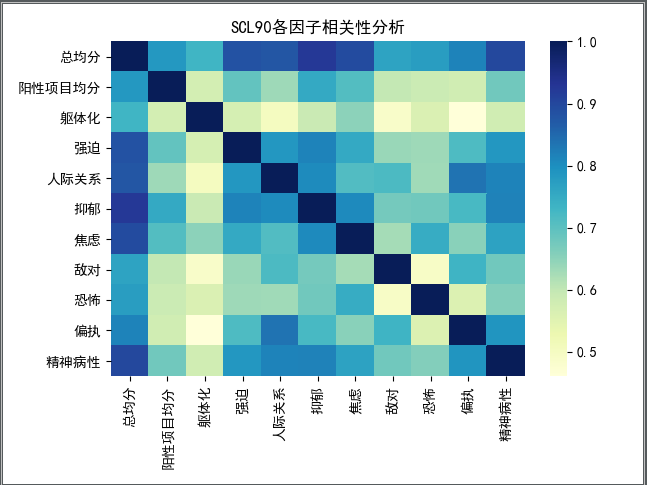 SCL90各因子相关性分析
总均分
阳性项目均分
躯体化
强迫
人际关系
抑郁
焦虑
敌对
恐怖
偏执
精神病性
总均分
阳性项目均分
躯体化
强迫
人际关系
抑郁
焦虑
敌对
恐怖
偏执
精神病性
1.0
0.9
0.8
0.7
0.6
0.5